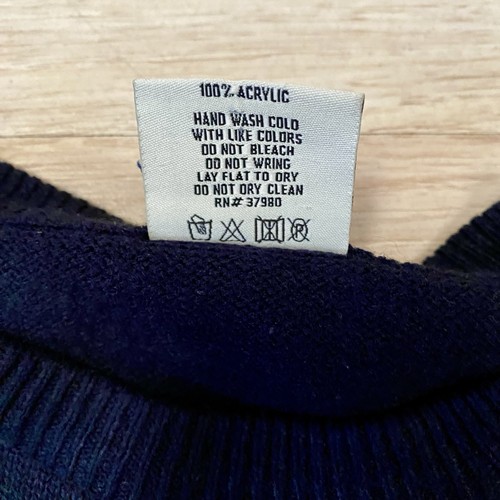 100% ACRYLIC
HAND WASH COLD
WITH LIKE COLORS
DO NOT BLEACH
DO NOT WRING
LAY FLAT TO DRY
DO NOT DRY CLEAN
RN# 37980
P